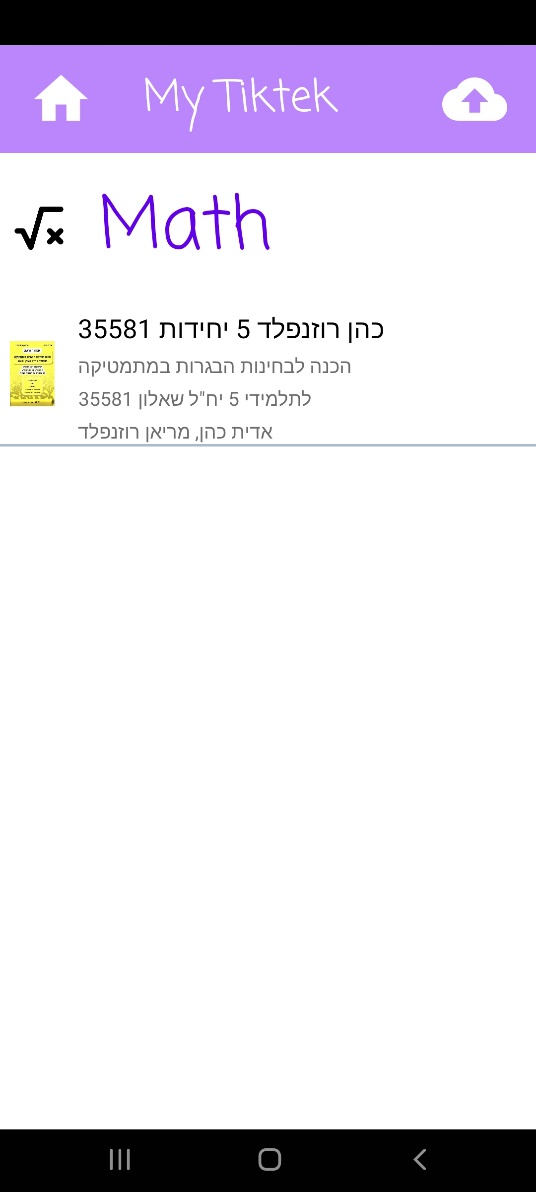 My Tiktek
Math
כהן רוזנפלד 5 יחידות 35581
הכנה לבחינות הבגרות במתמטיקה
לתלמידי 5 יח"ל שאלון 35581
אדית כהן, מריאן רוזנפלד